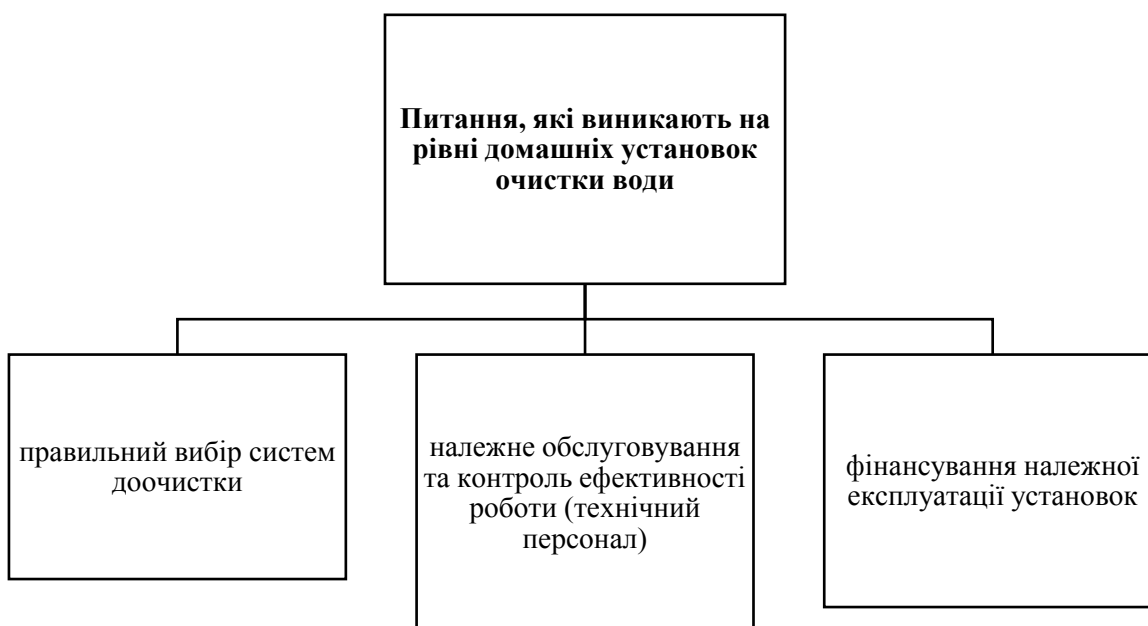 Питання, які виникають на
рівні домашніх установок
очистки води
правильний вибір систем
доочистки
належне обслуговування
та контроль ефективності
роботи (технічний
персонал)
фінансування належної
експлуатації установок